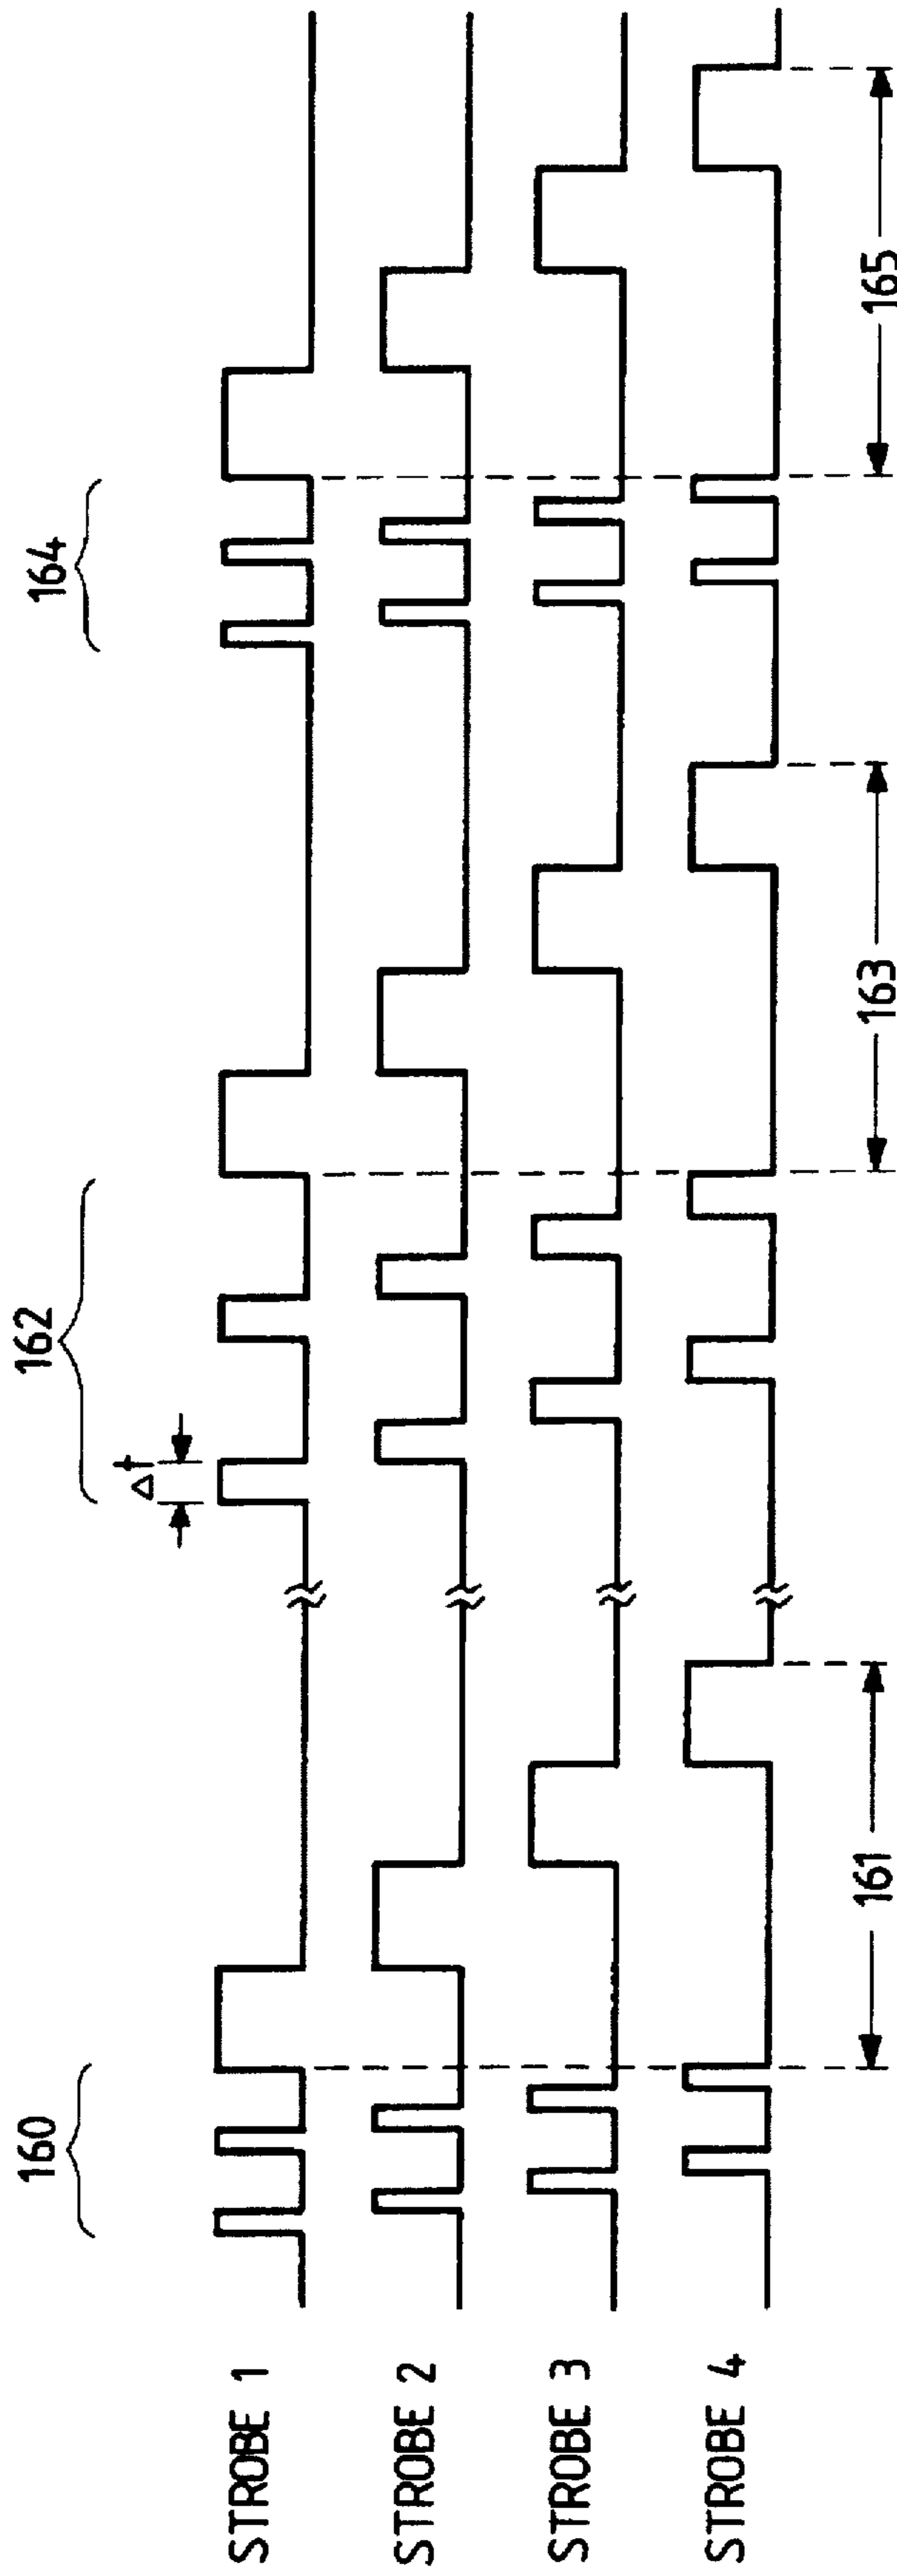 160
162
164
Δt
STROBE 1
STROBE 2
STROBE 3
STROBE 4
161
163
165